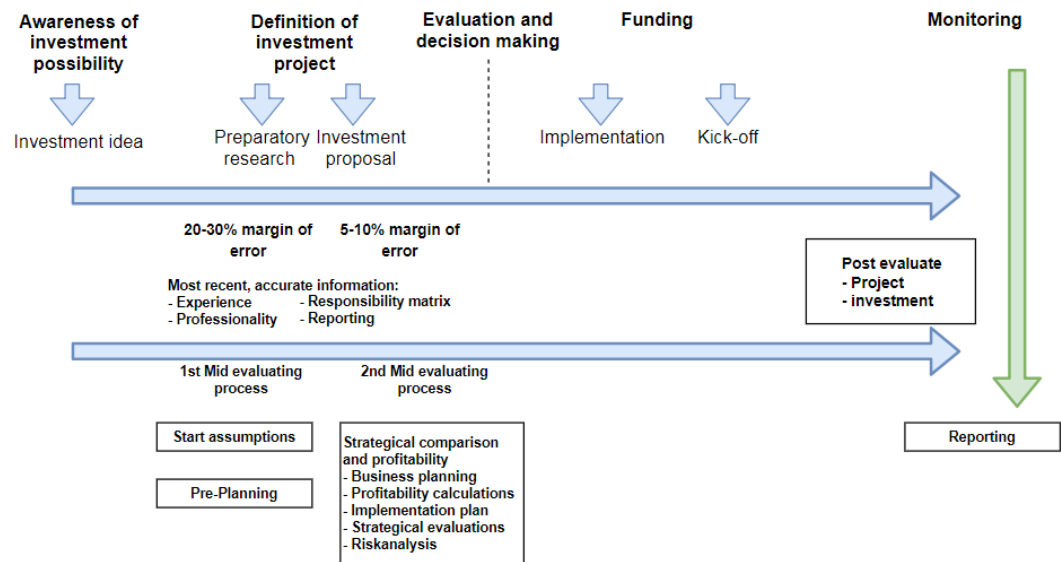 Awareness of
investment
possibility
Definition of
investment
project
Evaluation and
decision making
Funding
Monitoring
Investment idea
Preparatory
research
Investment
proposal
Implementation
Kick-off
20-30% margin of
error
5-10% margin of
error
Most recent, accurate information:
- Experience
- Responsibility matrix
- Professionality
- Reporting
Post evaluate
- Project
- investment
1st Mid evaluating
process
2nd Mid evaluating
process
Start assumptions
Pre-Planning
Strategical comparison
and profitability
- Business planning
- Profitability calculations
- Implementation plan
- Strategical evaluations
- Riskanalysis
Reporting